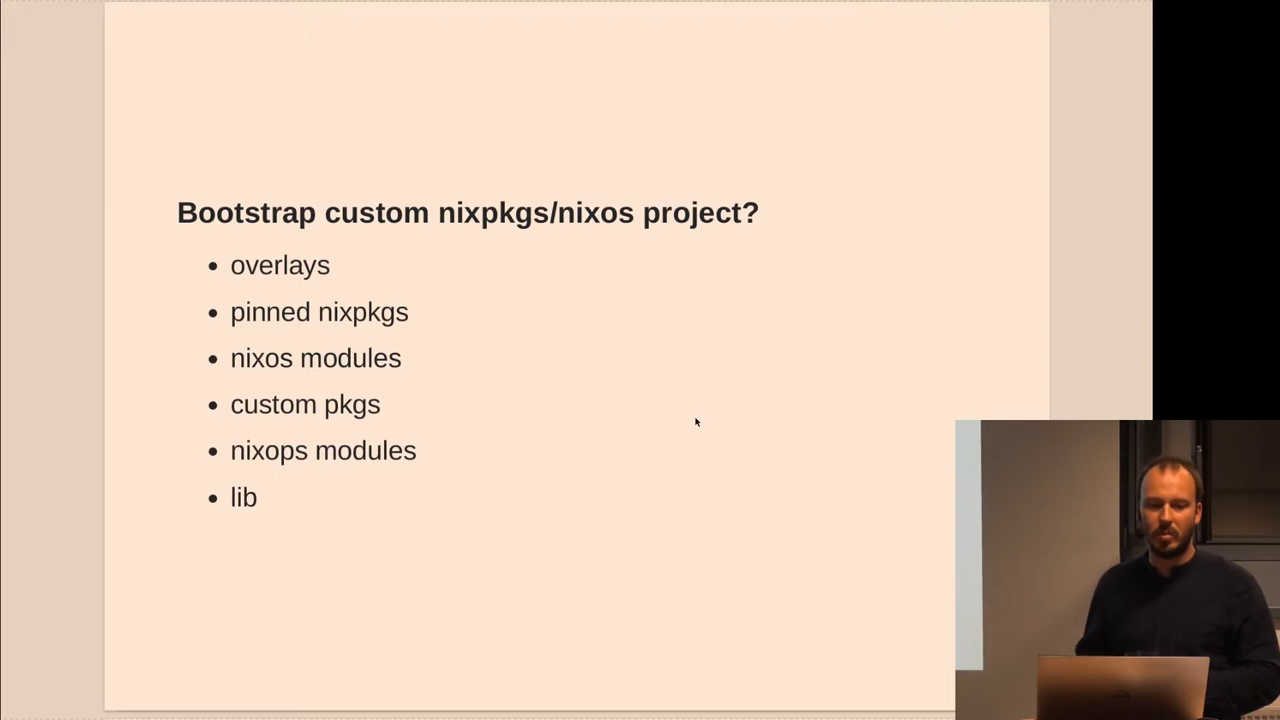 Bootstrap custom nixpkgs/nixos project?
overlays
pinned nixpkgs
nixos modules
custom pkgs
nixops modules
lib